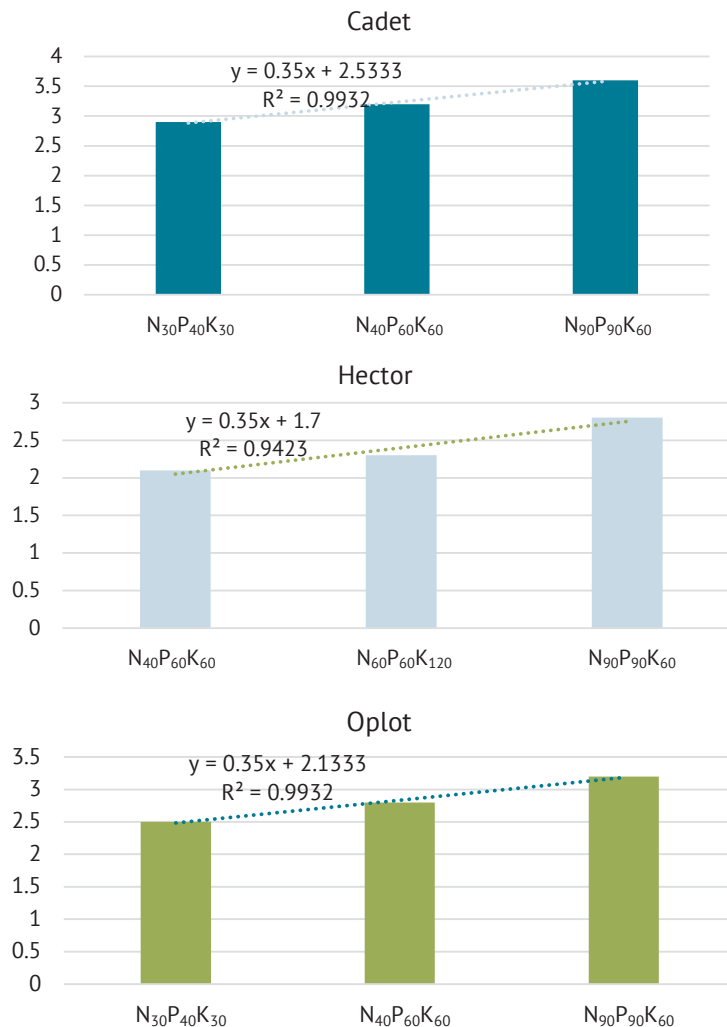 Cadet
4
3.5
3
2.5
2
1.5
1
0.5
0
y = 0.35x + 2.5333
R² = 0.9932
N₃₀P₄₀K₃₀ N₄₀P₆₀K₆₀ N₉₀P₉₀K₆₀
Hector
3
2.5
2
1.5
1
0.5
0
y = 0.35x + 1.7
R² = 0.9423
N₄₀P₆₀K₆₀ N₆₀P₆₀K₁₂₀ N₉₀P₉₀K₆₀
Oplot
3.5
3
2.5
2
1.5
1
0.5
0
y = 0.35x + 2.1333
R² = 0.9932
N₃₀P₄₀K₃₀ N₄₀P₆₀K₆₀ N₉₀P₉₀K₆₀